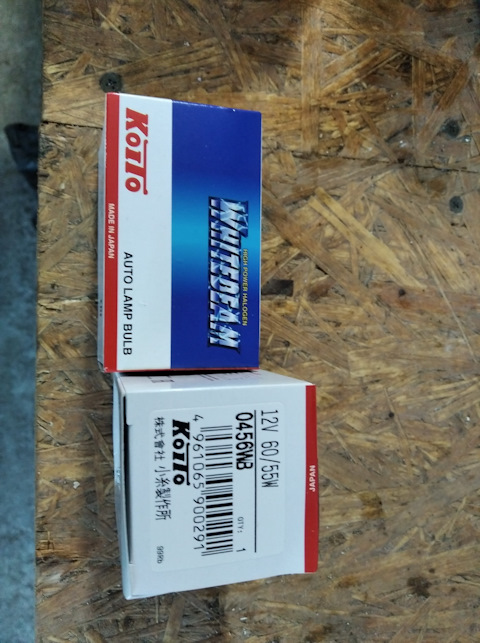 KOITO
MADE IN JAPAN
AUTO LAMP BULB
HIGH POWER HALOGEN
WHITEBEAM
JAPAN
12V 60/55W
0456WB
QTY: 1
4 961065 900291
KOITO
株式會社 小糸製作所